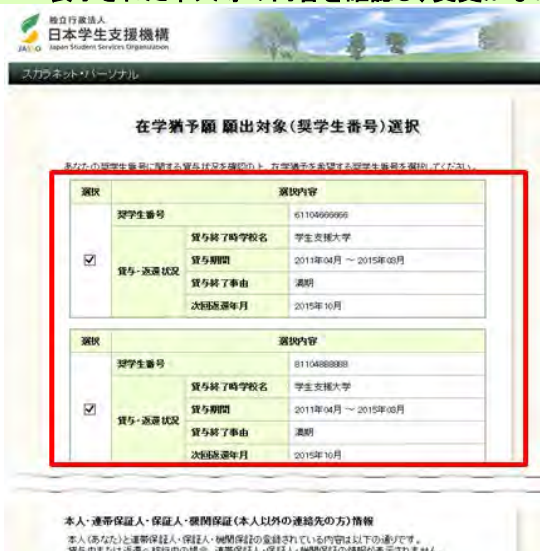 独立行政法人
日本学生支援機構
JASSO Japan Student Services Organization
スカラネット・パーソナル
在学猶予願 願出対象(奨学生番号)選択
あなたの奨学生番号に関する貸与状況を確認の上、在学猶予を希望する奨学生番号を選択してください。
選択 選択内容
奨学生番号 61104666666
貸与終了時学校名 学生支援大学
貸与・返還状況 貸与期間 2011年04月 ～ 2015年03月
貸与終了事由 満期
次回返還年月 2015年10月
選択 選択内容
奨学生番号 81104888888
貸与終了時学校名 学生支援大学
貸与・返還状況 貸与期間 2011年04月 ～ 2015年03月
貸与終了事由 満期
次回返還年月 2015年10月
本人・連帯保証人・保証人・機関保証(本人以外の連絡先の方)情報
本人(あなた)と連帯保証人・保証人・機関保証の登録されている内容は以下の通りです。